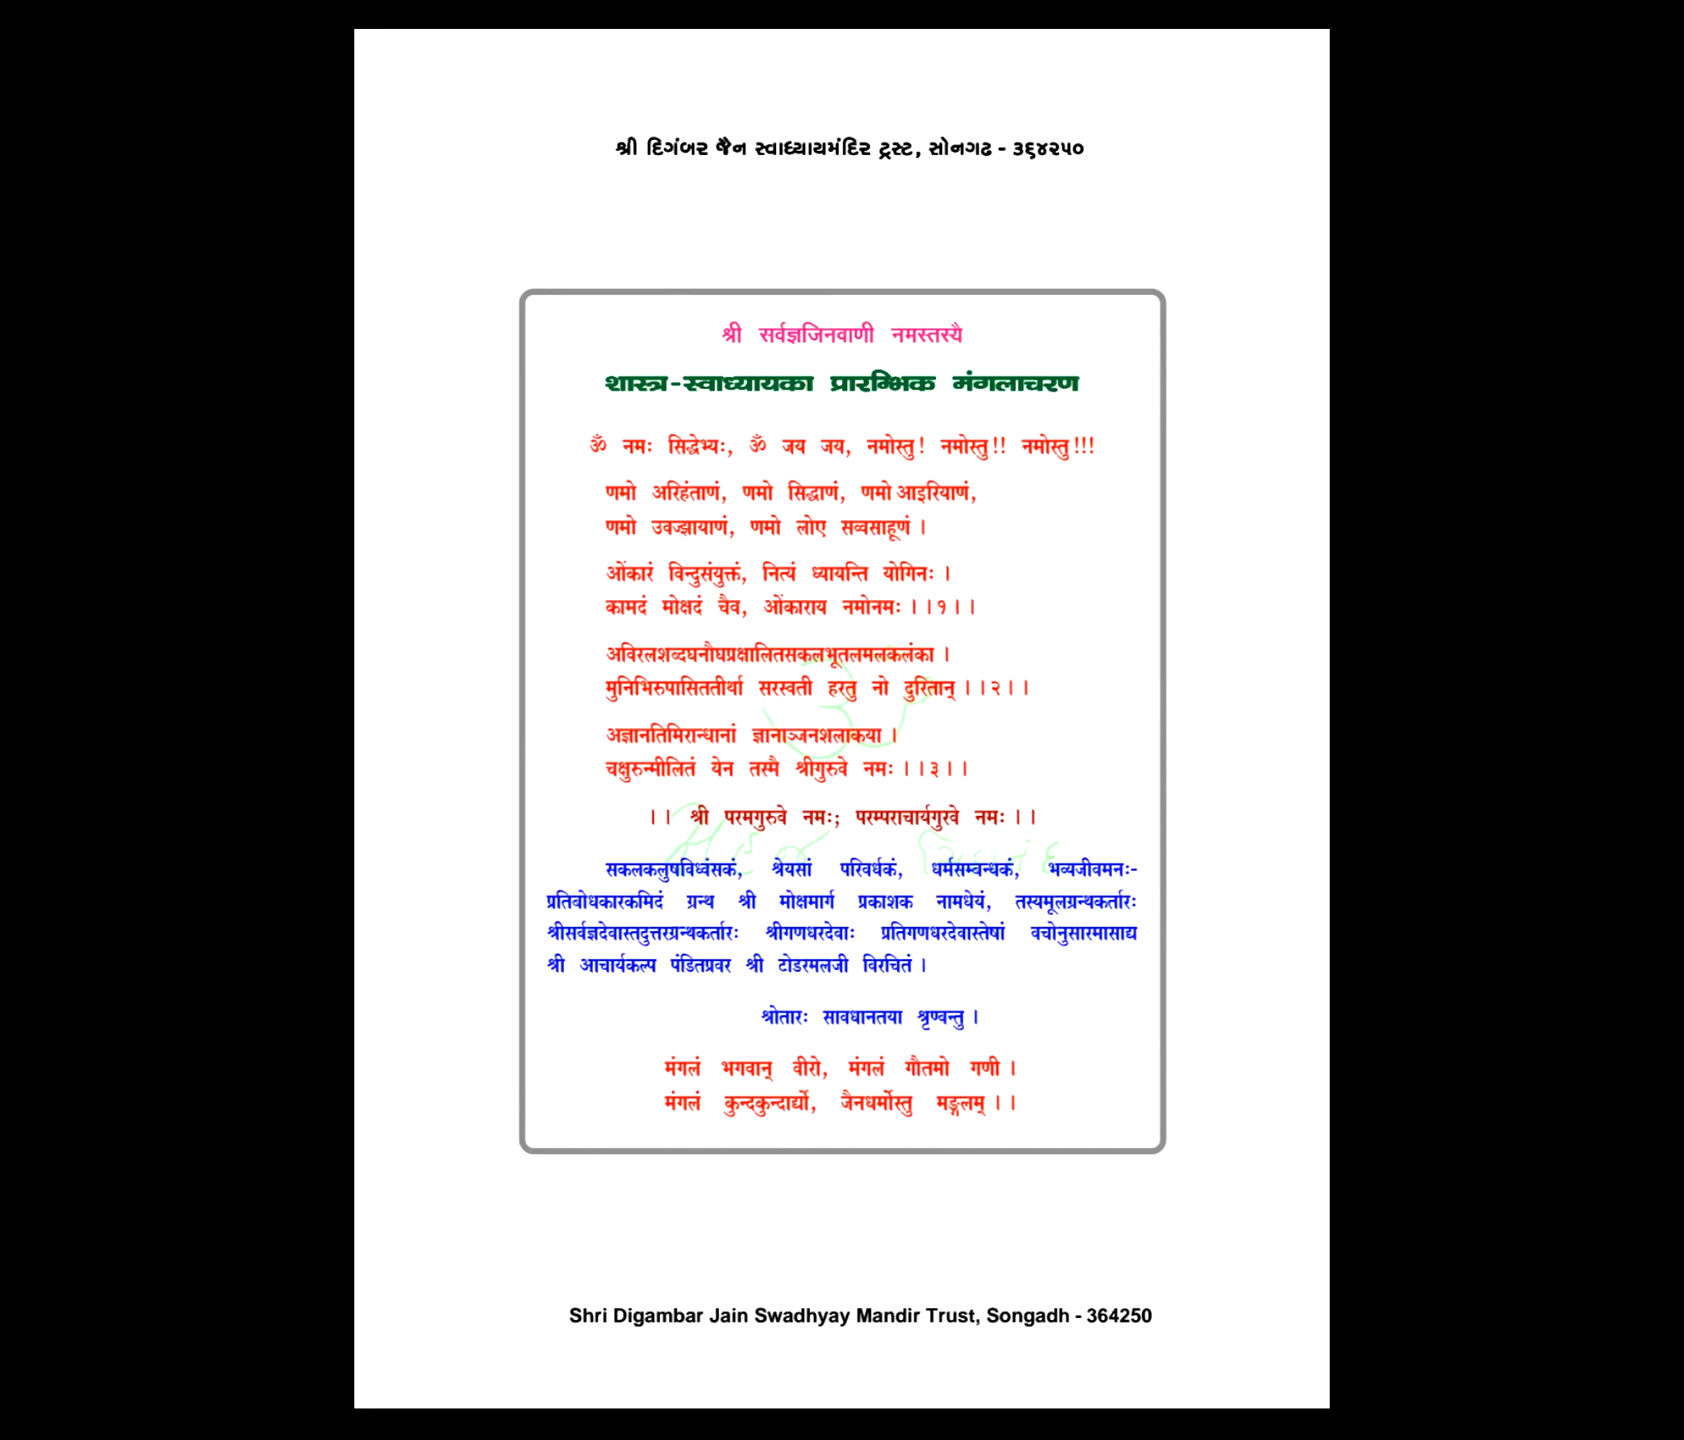 શ્રી દિગંબર જૈન સ્વાધ્યાયમંદિર ટ્રસ્ટ, સોનગઢ - ૩૬૪૨૫૦
श्री सर्वज्ञजिनवाणी नमस्तस्यै
शास्त्र-स्वाध्यायका प्रारम्भिक मंगलाचरण
ॐ नमः सिद्धेभ्यः, ॐ जय जय, नमोस्तु! नमोस्तु!! नमोस्तु!!!
णमो अरिहंताणं, णमो सिद्धाणं, णमो आइरियाणं,
णमो उवज्झायाणं, णमो लोए सव्वसाहूणं ।
ओंकारं विन्दुसंयुक्तं, नित्यं ध्यायन्ति योगिनः ।
कामदं मोक्षदं चैव, ओंकाराय नमोनमः ।।१।।
अविरलशब्दघनौघप्रक्षालितसकलभूतलमलकलंका ।
मुनिभिरुपासिततीर्था सरस्वती हरतु नो दुरितान् ।।२।।
अज्ञानतिमिरान्धानां ज्ञानाञ्जनशलाकया ।
चक्षुरुन्मीलितं येन तस्मै श्रीगुरुवे नमः ।।३।।
।। श्री परमगुरुवे नमः; परम्पराचार्यगुरवे नमः ।।
सकलकलुषविध्वंसकं, श्रेयसां परिवर्धकं, धर्मसम्बन्धकं, भव्यजीवमनः-
प्रतिबोधकारकमिदं ग्रन्थ श्री मोक्षमार्ग प्रकाशक नामधेयं, तस्यमूलग्रन्थकर्तारः
श्रीसर्वज्ञदेवास्तदुत्तरग्रन्थकर्तारः श्रीगणधरदेवाः प्रतिगणधरदेवास्तेषां वचोनुसारमासाद्य
श्री आचार्यकल्प पंडितप्रवर श्री टोडरमलजी विरचितं ।
श्रोतारः सावधानतया श्रृण्वन्तु ।
मंगलं भगवान् वीरो, मंगलं गौतमो गणी ।
मंगलं कुन्दकुन्दार्द्यो, जैनधर्मोस्तु मङ्गलम् ।।
Shri Digambar Jain Swadhyay Mandir Trust, Songadh - 364250